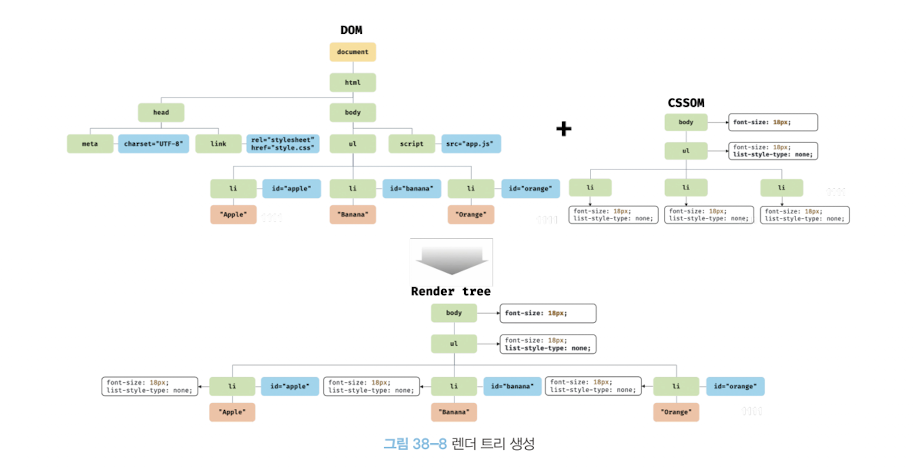 DOM
document
html
head
body
meta
charset="UTF-8"
link
rel="stylesheet"
href="style.css"
ul
script
src="app.js"
li
id="apple"
li
id="banana"
li
id="orange"
"Apple"
"Banana"
"Orange"
+
CSSOM
body
font-size: 18px;
ul
font-size: 18px;
list-style-type: none;
li
li
li
font-size: 18px;
list-style-type: none;
font-size: 18px;
list-style-type: none;
font-size: 18px;
list-style-type: none;
Render tree
body
font-size: 18px;
ul
font-size: 18px;
list-style-type: none;
font-size: 18px;
list-style-type: none;
li
id="apple"
font-size: 18px;
list-style-type: none;
li
id="banana"
font-size: 18px;
list-style-type: none;
li
id="orange"
"Apple"
"Banana"
"Orange"
그림 38-8 렌더 트리 생성